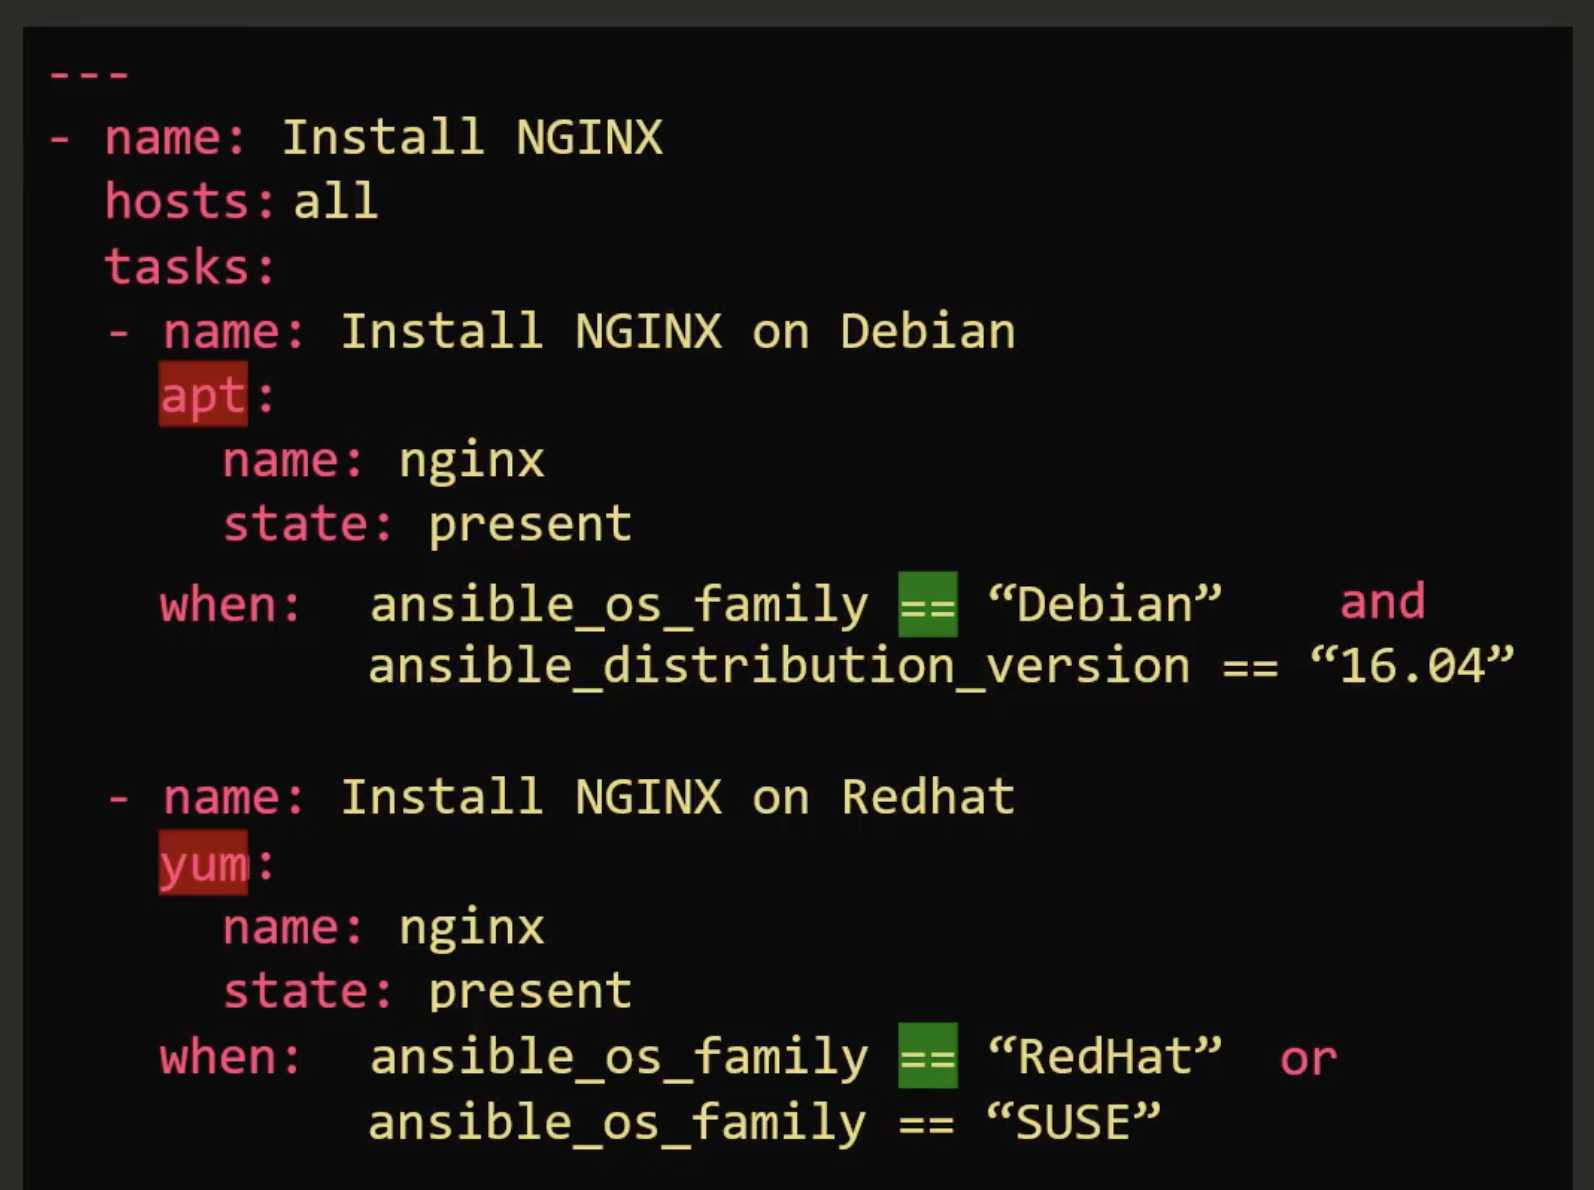 ---
- name: Install NGINX
  hosts: all
  tasks:
  - name: Install NGINX on Debian
    apt:
      name: nginx
      state: present
    when: ansible_os_family == “Debian” and
          ansible_distribution_version == “16.04”
  - name: Install NGINX on Redhat
    yum:
      name: nginx
      state: present
    when: ansible_os_family == “RedHat” or
          ansible_os_family == “SUSE”